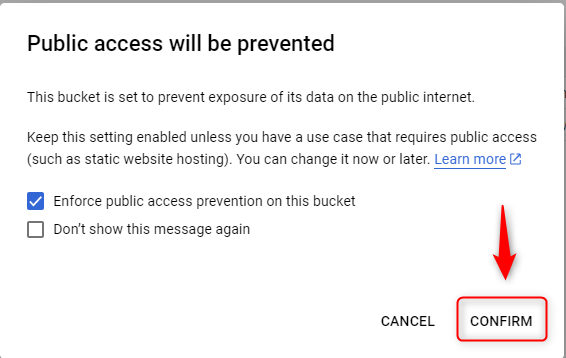 Public access will be prevented
This bucket is set to prevent exposure of its data on the public internet.
Keep this setting enabled unless you have a use case that requires public access
(such as static website hosting). You can change it now or later. Learn more
Enforce public access prevention on this bucket
Don’t show this message again
CANCEL CONFIRM